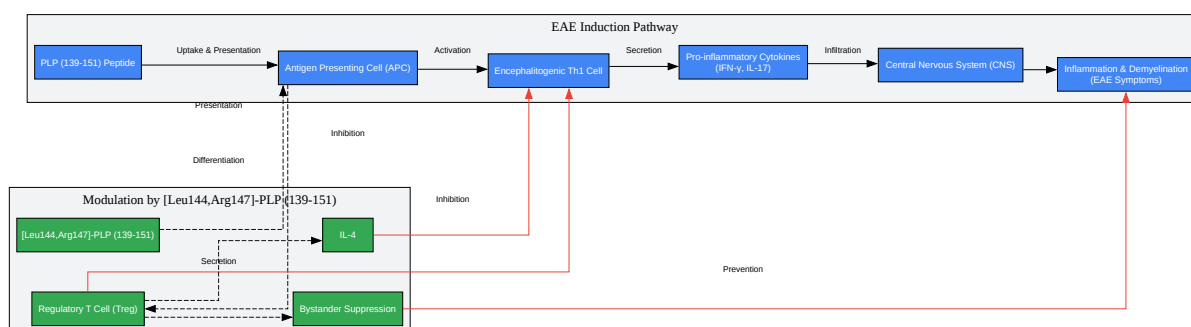 EAE Induction Pathway
PLP (139-151) Peptide
Uptake & Presentation
Antigen Presenting Cell (APC)
Activation
Encephalitogenic Th1 Cell
Secretion
Pro-inflammatory Cytokines
(IFN-γ, IL-17)
Infiltration
Central Nervous System (CNS)
Inflammation & Demyelination
(EAE Symptoms)
Presentation
Inhibition
Differentiation
Modulation by [Leu144,Arg147]-PLP (139-151)
Inhibition
[Leu144,Arg147]-PLP (139-151)
IL-4
Secretion
Prevention
Regulatory T Cell (Treg)
Bystander Suppression